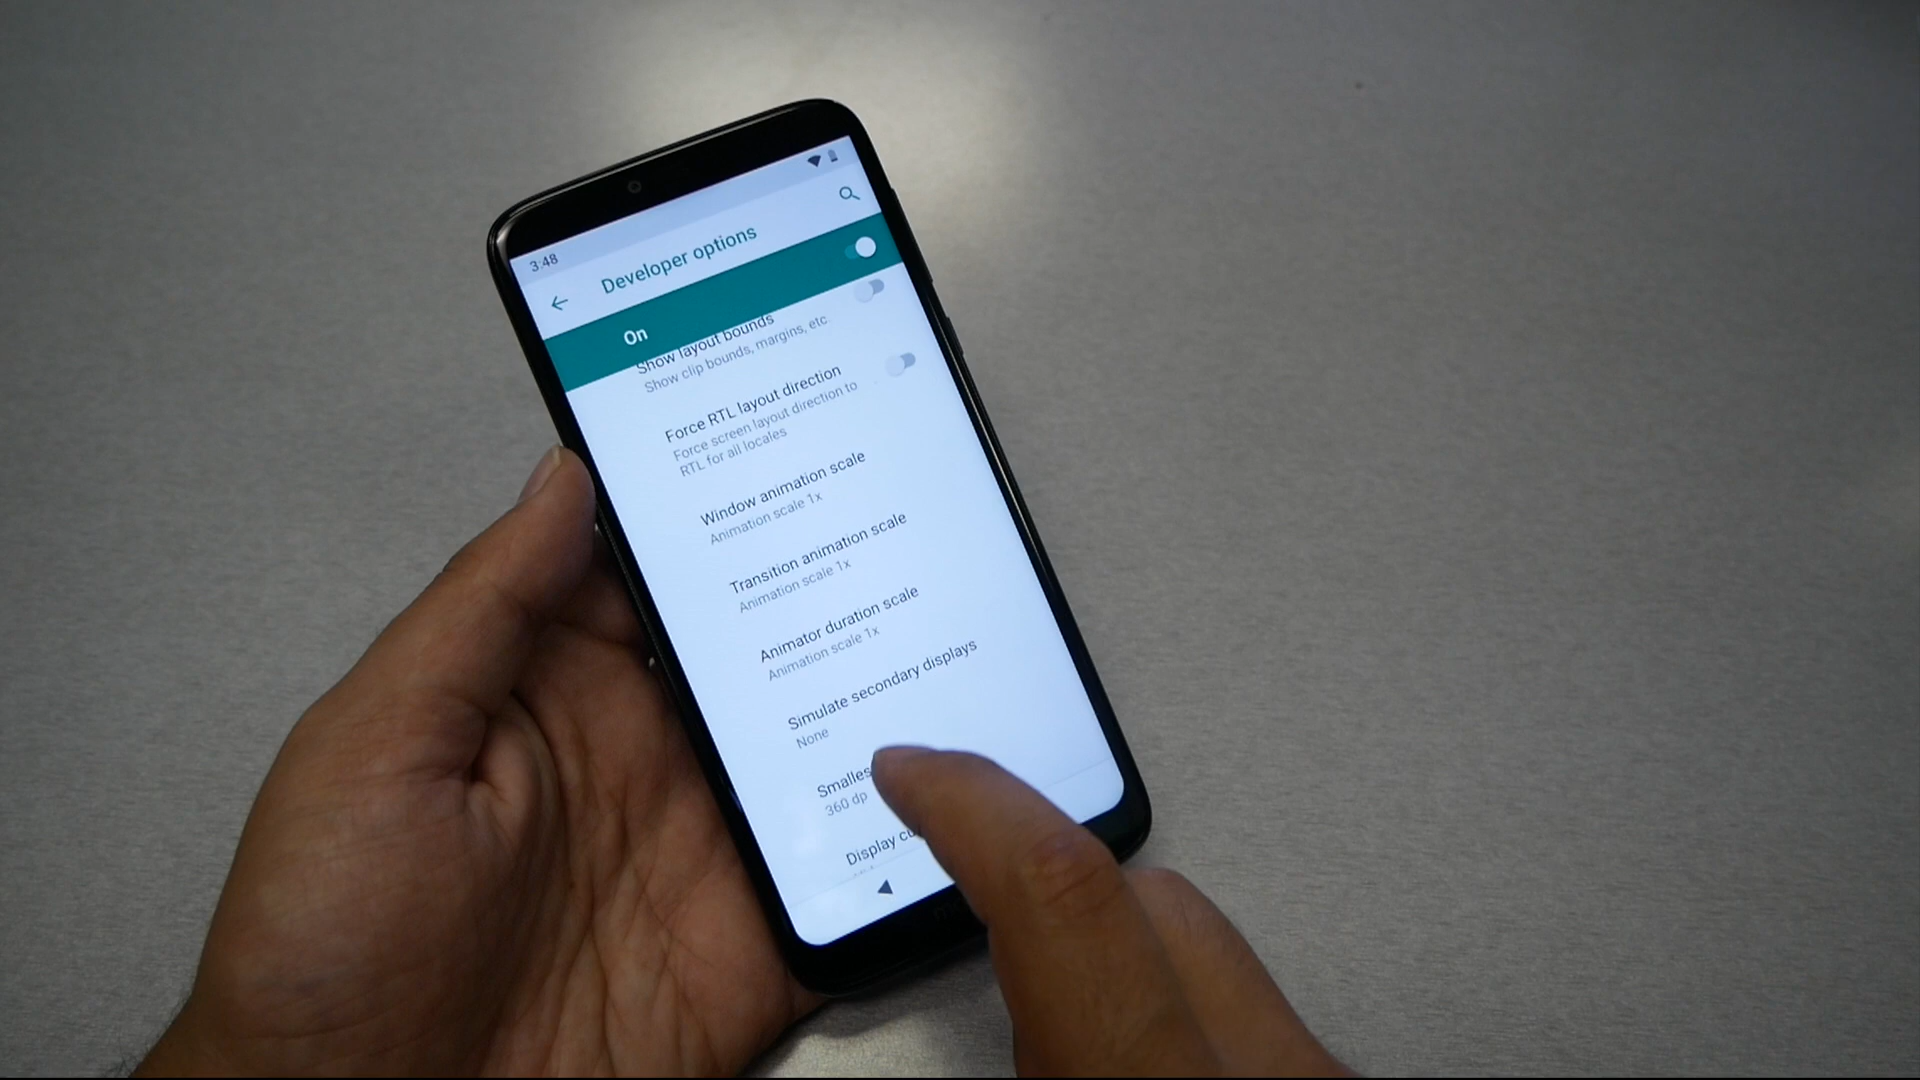 3:48
Developer options
On
Show layout bounds
Show clip bounds, margins, etc
Force RTL layout direction
Force screen layout direction to
RTL for all locales
Window animation scale
Animation scale 1x
Transition animation scale
Animation scale 1x
Animator duration scale
Animation scale 1x
Simulate secondary displays
None
Smalles
360 dp
Display cu